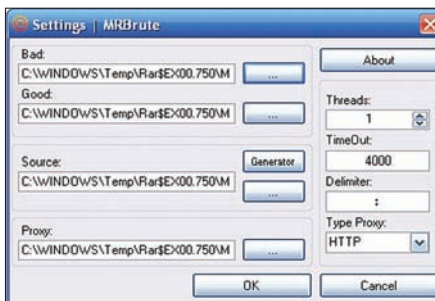 Settings | MRBrute
Bad:
C:\WINDOWS\Temp\Rar$EX00.750\M
...
Good:
C:\WINDOWS\Temp\Rar$EX00.750\M
...
Source:
Generator
C:\WINDOWS\Temp\Rar$EX00.750\M
...
Proxy:
C:\WINDOWS\Temp\Rar$EX00.750\M
...
About
Threads:
1
TimeOut:
4000
Delimiter:
:
Type Proxy:
HTTP
OK
Cancel